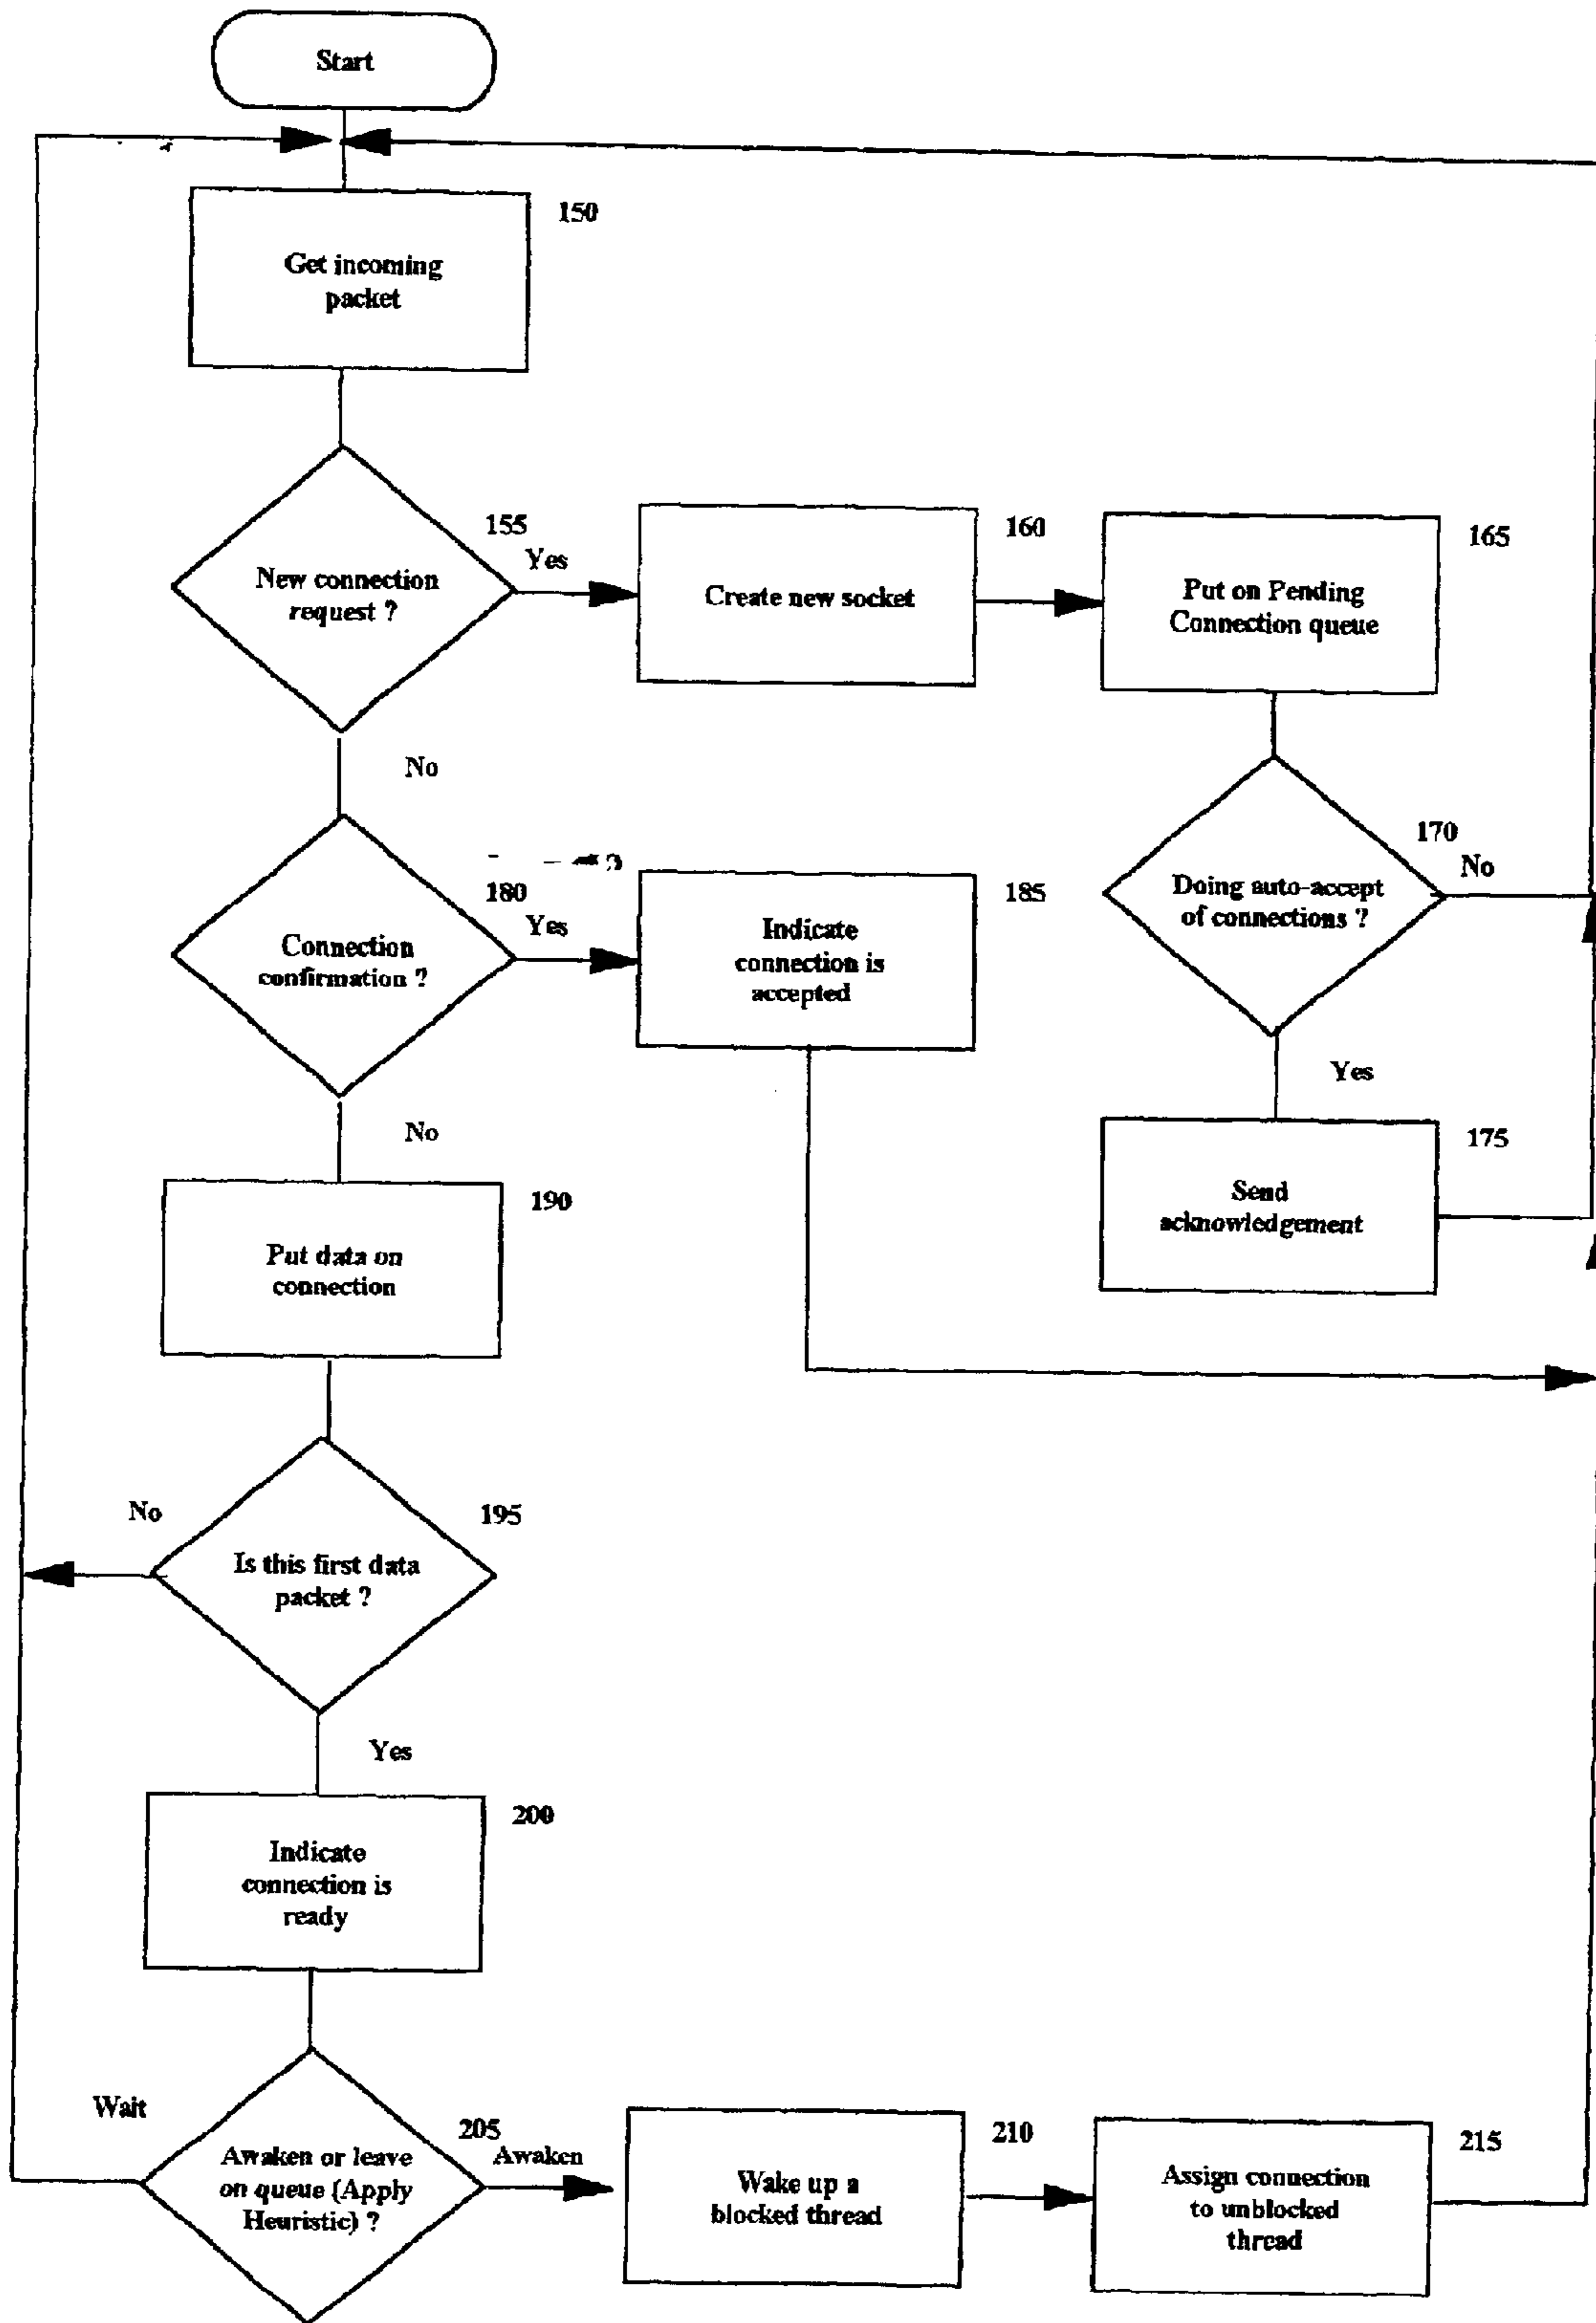 Start
150
Get incoming
packet
155
Yes
New connection
request ?
160
Create new socket
165
Put on Pending
Connection queue
No
170
No
Doing auto-accept
of connections ?
180
Yes
Connection
confirmation ?
185
Indicate
connection is
accepted
Yes
175
Send
acknowledgement
No
190
Put data on
connection
No
195
Is this first data
packet ?
Yes
200
Indicate
connection is
ready
Wait
205
Awaken
Awaken or leave
on queue (Apply
Heuristic) ?
210
Wake up a
blocked thread
215
Assign connection
to unblocked
thread